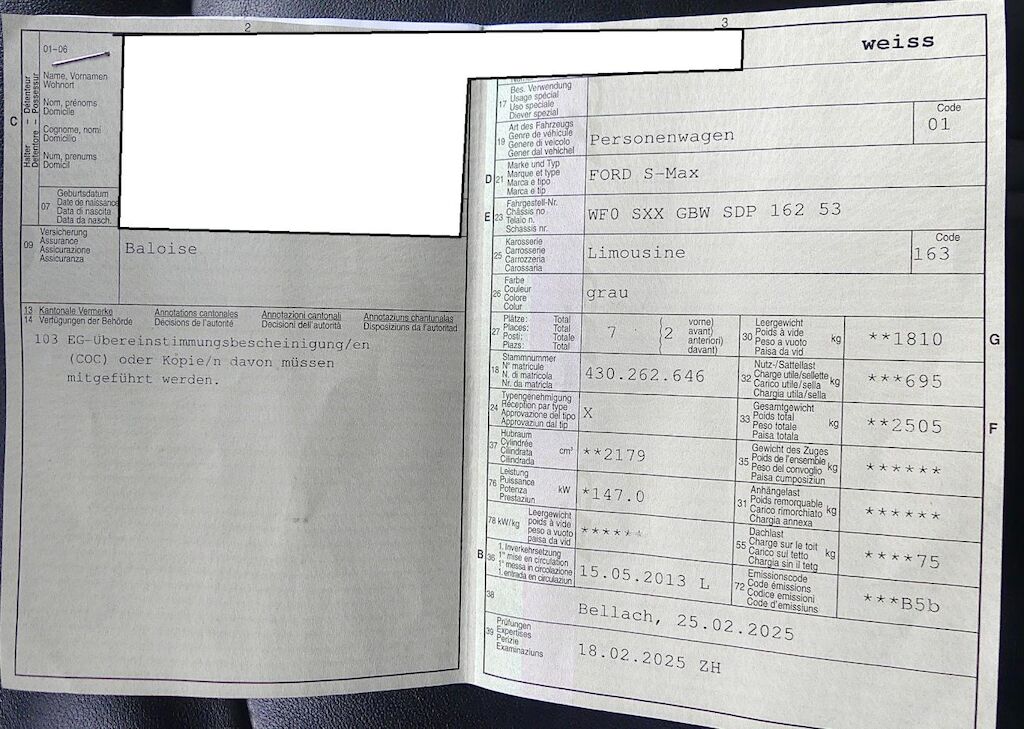 2
01-06
Name, Vornamen
Wohnort
Nom, prénoms
Domicile
Cognome, nomi
Domicilio
Num, prenums
Domicil
C
Halter – Détenteur
Detentore – Possessur
07
Geburtsdatum
Date de naissance
Data di nascita
Data da nasch.
09
Versicherung
Assurance
Assicurazione
Assicuranza
Baloise
13 Kantonale Vermerke Annotations cantonales Annotazioni cantonali Annotaziuns chantunalas
14 Verfügungen der Behörde Décisions de l'autorité Decisioni dell'autorità Disposiziuns da l'autoritad
103 EG-Übereinstimmungsbescheinigung/en
(COC) oder Kopie/n davon müssen
mitgeführt werden.
3
weiss
17
Bes. Verwendung
Usage spécial
Uso speciale
Diever spezial
19
Art des Fahrzeugs
Genre de véhicule
Genere di veicolo
Gener dal vehichel
Personenwagen
Code
01
D 21
Marke und Typ
Marque et type
Marca e tipo
Marca e tip
FORD S-Max
E 23
Fahrgestell-Nr.
Châssis no
Telaio n.
Schassis nr.
WF0 SXX GBW SDP 162 53
25
Karosserie
Carrosserie
Carrozzeria
Carossaria
Limousine
Code
163
26
Farbe
Couleur
Colore
Colur
grau
27
Plätze: Total
Places: Total
Posti: Totale
Plazs: Total
7
(2
vorne)
avant)
anteriori)
davant)
30
Leergewicht
Poids à vide
Peso a vuoto
Paisa da vid
kg
**1810
G
18
Stammnummer
N° matricule
N. di matricola
Nr. da matricla
430.262.646
32
Nutz-/Sattellast
Charge utile/sellette
Carico utile/sella
Chargia utila/sella
kg
***695
24
Typengenehmigung
Réception par type
Approvazione del tipo
Approvaziun dal tip
X
33
Gesamtgewicht
Poids total
Peso totale
Paisa totala
kg
**2505
F
37
Hubraum
Cylindrée
Cilindrata
Cilindrada
cm³
**2179
35
Gewicht des Zuges
Poids de l'ensemble
Peso del convoglio
Paisa cumposiziun
kg
******
76
Leistung
Puissance
Potenza
Prestaziun
kW
*147.0
31
Anhängelast
Poids remorquable
Carico rimorchiato
Chargia annexa
kg
******
78 kW/kg
Leergewicht
poids à vide
peso a vuoto
paisa da vid
******
55
Dachlast
Charge sur le toit
Carico sul tetto
Chargia sin il tetg
kg
****75
B 36
1. Inverkehrsetzung
1re mise en circulation
1a messa in circolazione
1. entrada en circulaziun
15.05.2013 L
72
Emissionscode
Code émissions
Codice emissioni
Code d'emissiuns
***B5b
38
Bellach, 25.02.2025
39
Prüfungen
Expertises
Perizie
Examinaziuns
18.02.2025 ZH